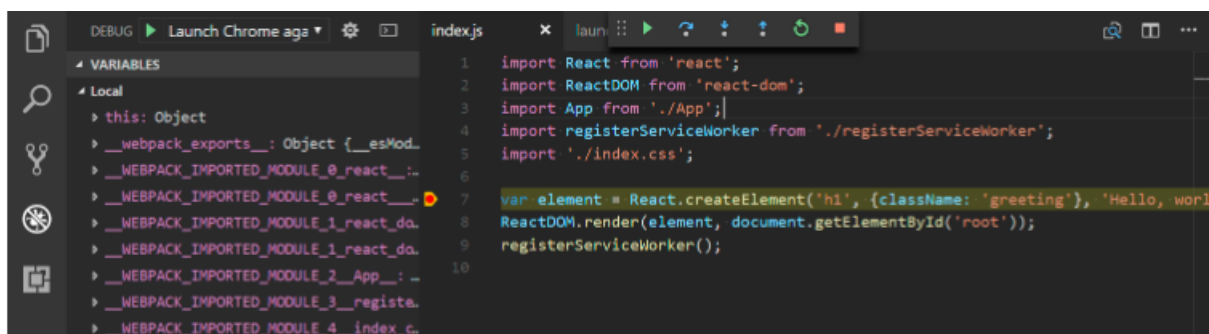 DEBUG Launch Chrome aga
VARIABLES
Local
this: Object
__webpack_exports__: Object {__esMod…
__WEBPACK_IMPORTED_MODULE_0_react__:…
__WEBPACK_IMPORTED_MODULE_0_react___…
__WEBPACK_IMPORTED_MODULE_1_react_do…
__WEBPACK_IMPORTED_MODULE_1_react_do…
__WEBPACK_IMPORTED_MODULE_2__App__: …
__WEBPACK_IMPORTED_MODULE_3__registe…
__WEBPACK_IMPORTED_MODULE_4__index_c…
index.js laun
1 import React from 'react';
2 import ReactDOM from 'react-dom';
3 import App from './App';
4 import registerServiceWorker from './registerServiceWorker';
5 import './index.css';
6
7 var element = React.createElement('h1', {className: 'greeting'}, 'Hello, worl
8 ReactDOM.render(element, document.getElementById('root'));
9 registerServiceWorker();
10